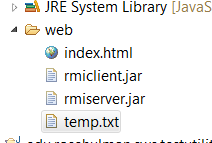 JRE System Library [JavaS
web
index.html
rmiclient.jar
rmiserver.jar
temp.txt